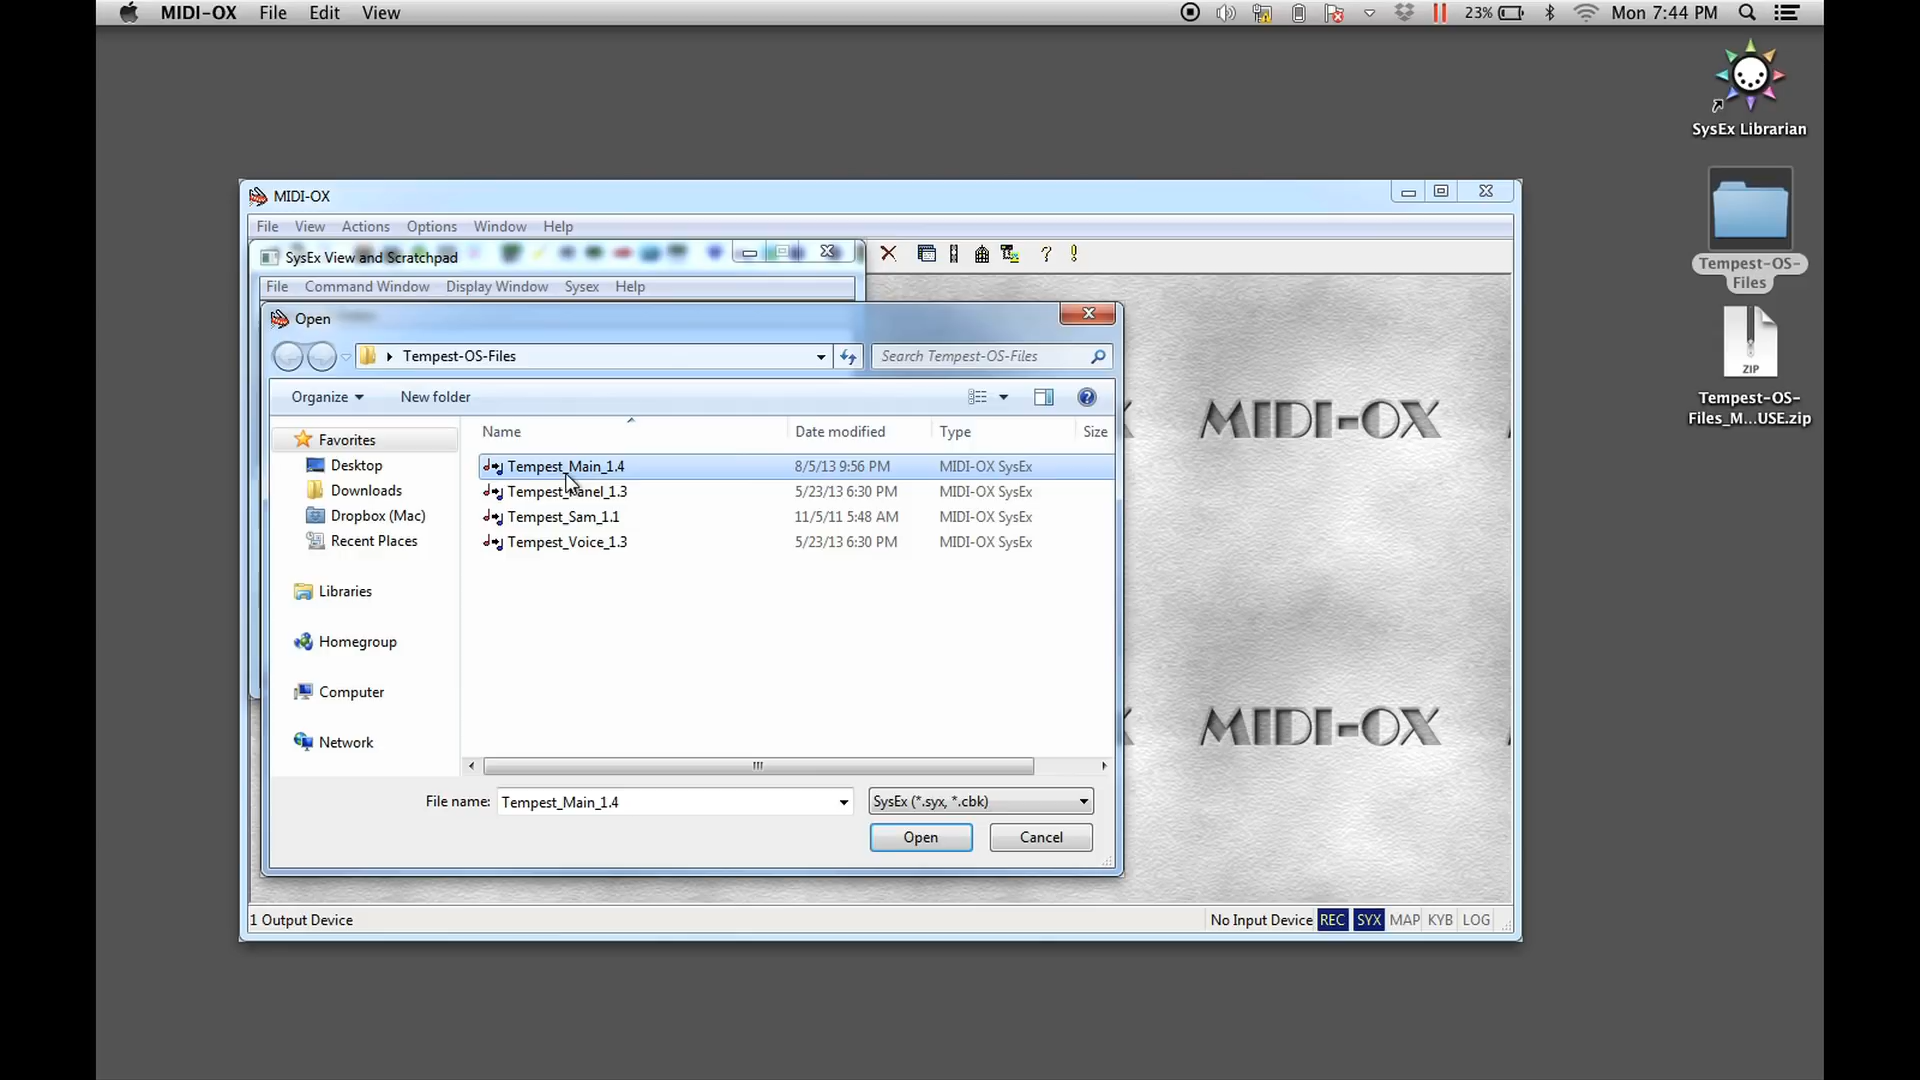 MIDI-OX File Edit View 23% Mon 7:44 PM
SysEx Librarian
Tempest-OS-
Files
ZIP
Tempest-OS-
Files_M...USE.zip
MIDI-OX
File View Actions Options Window Help
SysEx View and Scratchpad
File Command Window Display Window Sysex Help
Open
Tempest-OS-Files
Search Tempest-OS-Files
Organize New folder
Name Date modified Type Size
Tempest_Main_1.4 8/5/13 9:56 PM MIDI-OX SysEx
Tempest_Panel_1.3 5/23/13 6:30 PM MIDI-OX SysEx
Tempest_Sam_1.1 11/5/11 5:48 AM MIDI-OX SysEx
Tempest_Voice_1.3 5/23/13 6:30 PM MIDI-OX SysEx
Favorites
Desktop
Downloads
Dropbox (Mac)
Recent Places
Libraries
Homegroup
Computer
Network
File name: Tempest_Main_1.4 SysEx (*.syx, *.cbk)
Open Cancel
MIDI-OX
MIDI-OX
1 Output Device No Input Device REC SYX MAP KYB LOG